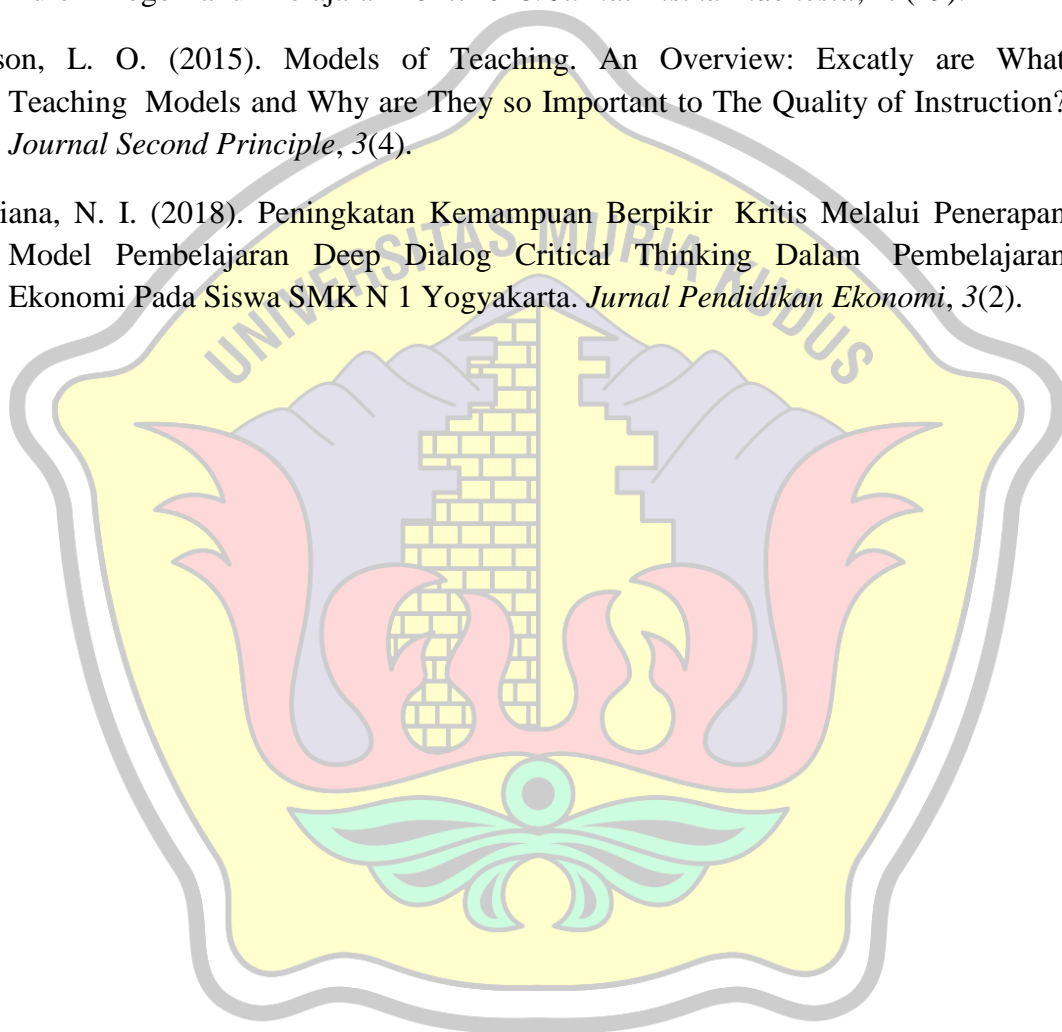 son, L. O. (2015). Models of Teaching. An Overview: Excatly are What
Teaching Models and Why are They so Important to The Quality of Instruction?
Journal Second Principle, 3(4).
iana, N. I. (2018). Peningkatan Kemampuan Berpikir Kritis Melalui Penerapan
Model Pembelajaran Deep Dialog Critical Thinking Dalam Pembelajaran
Ekonomi Pada Siswa SMK N 1 Yogyakarta. Jurnal Pendidikan Ekonomi, 3(2).
UNIVERSITAS MURIA KUDUS